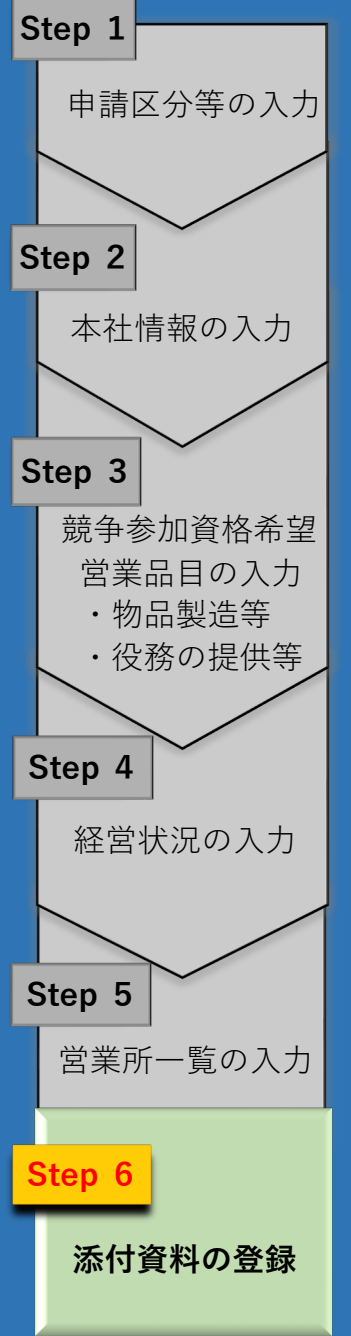 Step 1
申請区分等の入力
Step 2
本社情報の入力
Step 3
競争参加資格希望
営業品目の入力
・物品製造等
・役務の提供等
Step 4
経営状況の入力
Step 5
営業所一覧の入力
Step 6
添付資料の登録